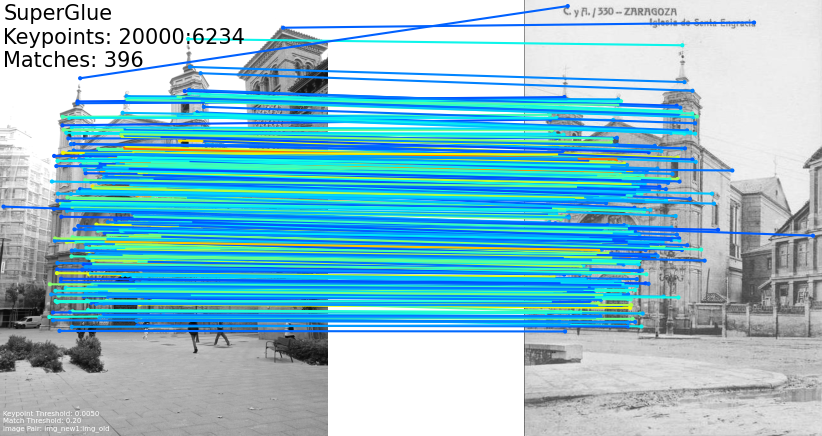 SuperGlue
Keypoints: 20000:6234
Matches: 396
C. y A. / 330 – ZARAGOZA
Iglesia de Santa Engracia
Keypoint Threshold: 0.0050
Match Threshold: 0.20
Image Pair: img_new1:img_old